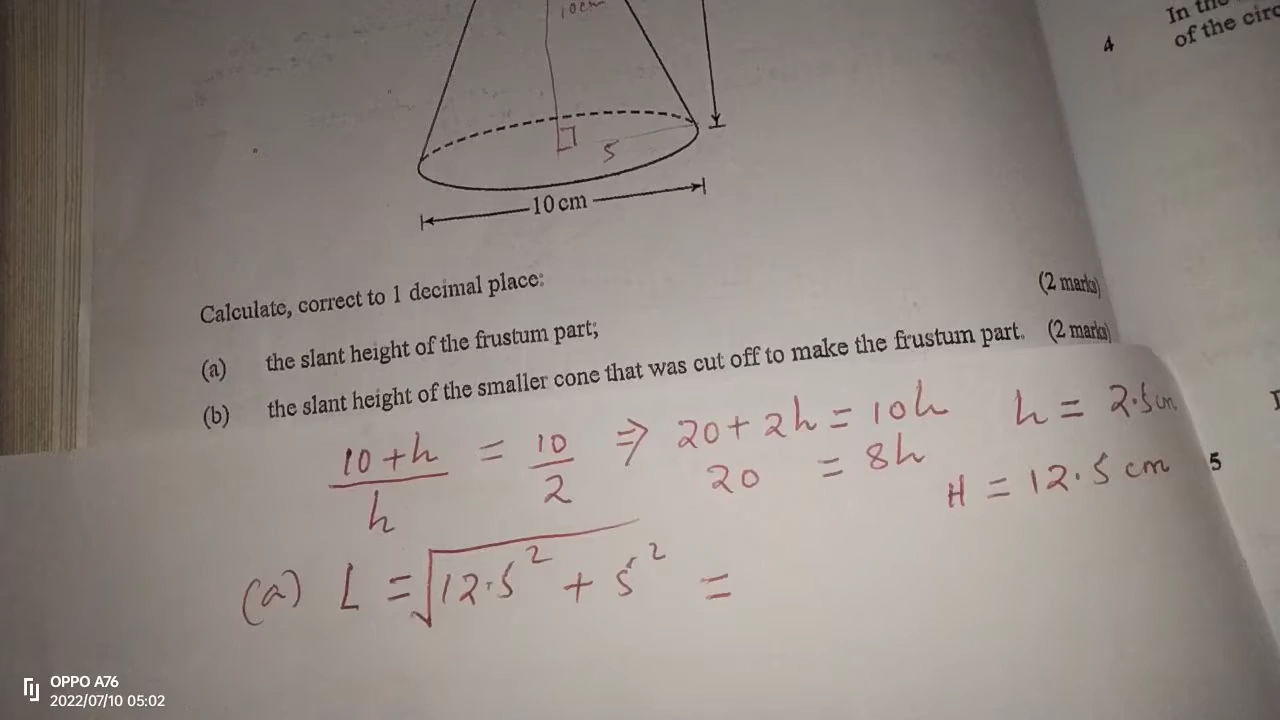 10cm
In the
4 of the circ
5
10 cm
Calculate, correct to 1 decimal place:
(a) the slant height of the frustum part; (2 marks)
(b) the slant height of the smaller cone that was cut off to make the frustum part. (2 marks)
10 + h / h = 10 / 2 ⇒ 20 + 2h = 10h h = 2.5cm
20 = 8h H = 12.5 cm 5
(a) L = √12.5² + 5² =
OPPO A76
2022/07/10 05:02